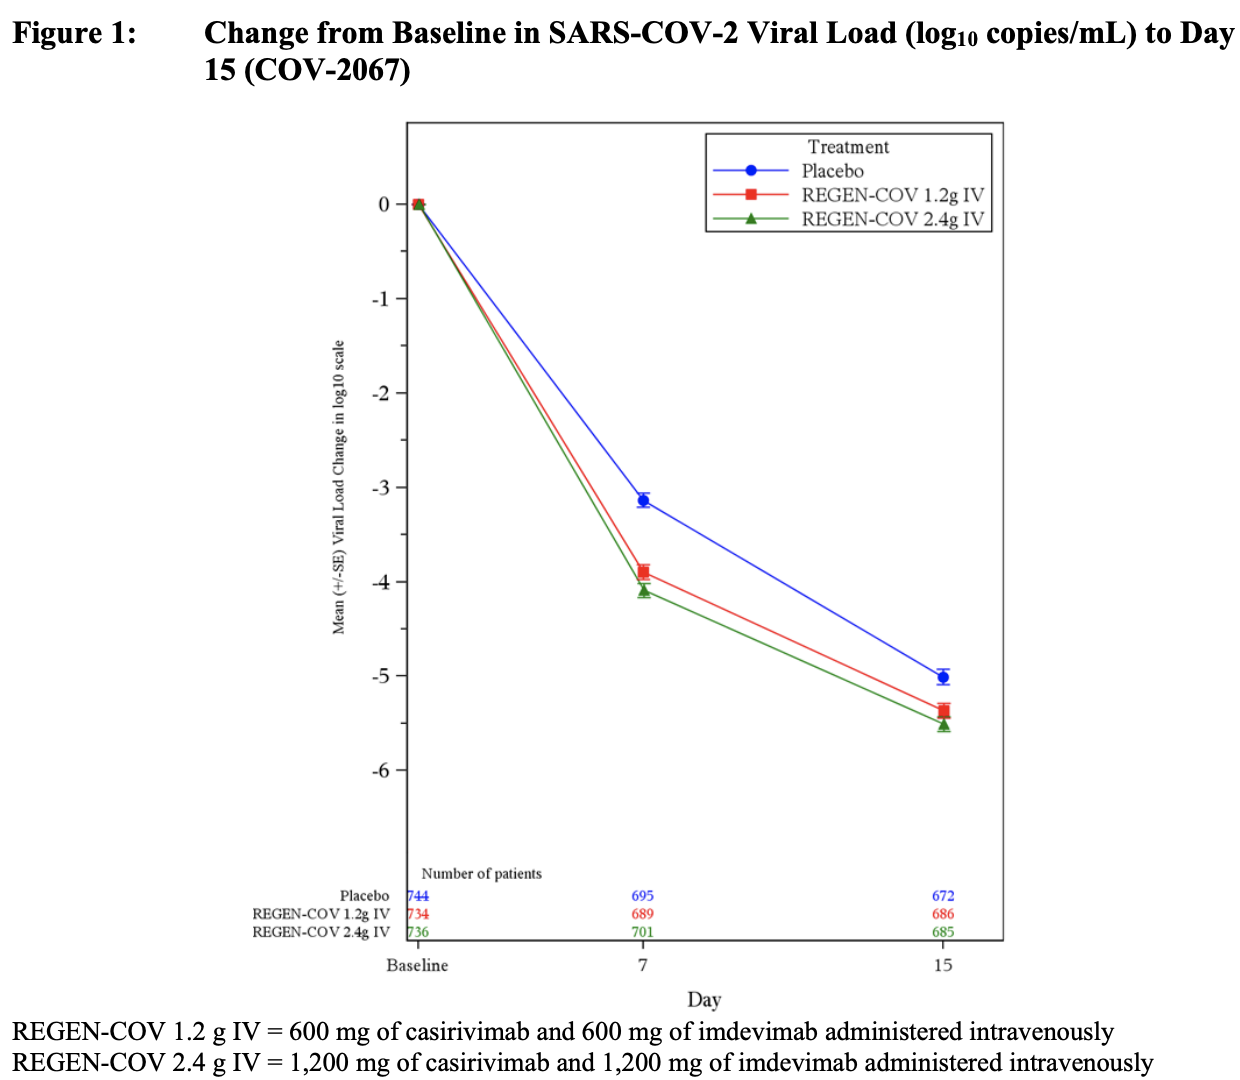 Figure 1: Change from Baseline in SARS-COV-2 Viral Load (log10 copies/mL) to Day
15 (COV-2067)
Treatment
Placebo
REGEN-COV 1.2g IV
REGEN-COV 2.4g IV
0
-1
-2
-3
-4
-5
-6
Mean (+/-SE) Viral Load Change in log10 scale
Number of patients
Placebo 744 695 672
REGEN-COV 1.2g IV 734 689 686
REGEN-COV 2.4g IV 736 701 685
Baseline 7 15
Day
REGEN-COV 1.2 g IV = 600 mg of casirivimab and 600 mg of imdevimab administered intravenously
REGEN-COV 2.4 g IV = 1,200 mg of casirivimab and 1,200 mg of imdevimab administered intravenously